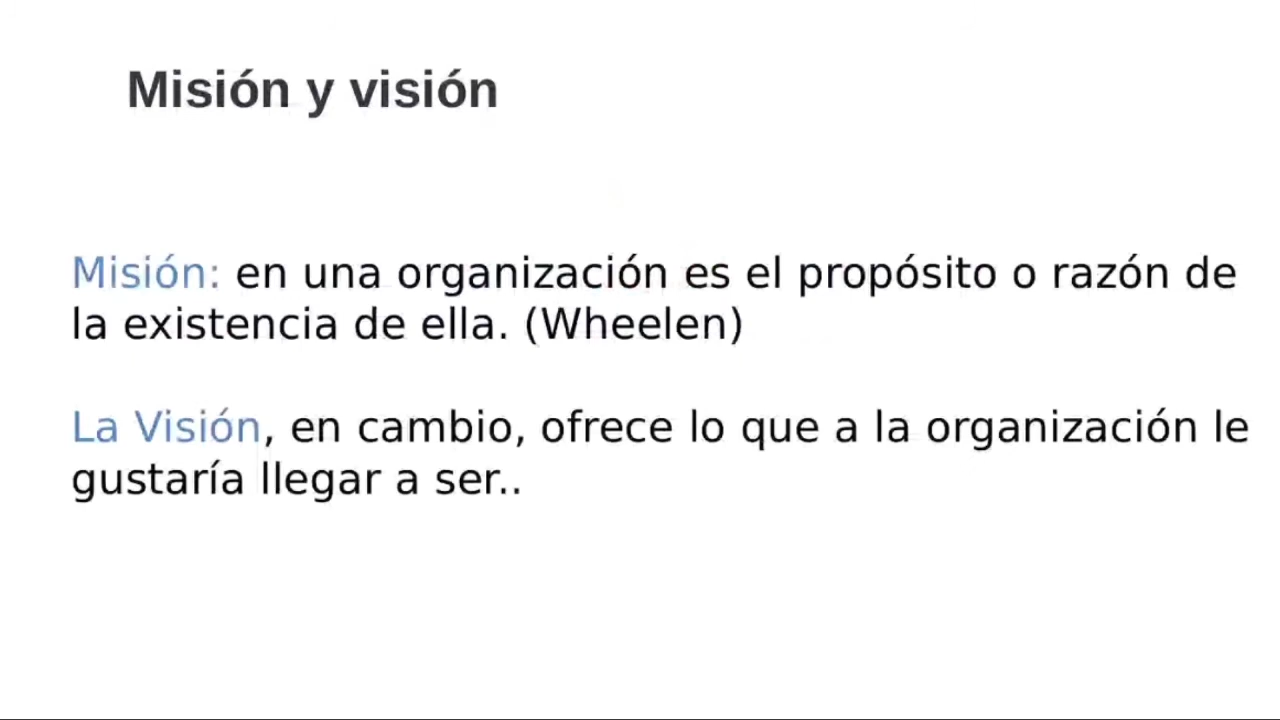 Misión y visión
Misión: en una organización es el propósito o razón de
la existencia de ella. (Wheelen)
La Visión, en cambio, ofrece lo que a la organización le
gustaría llegar a ser..